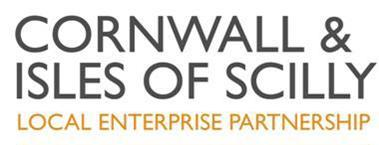 CORNWALL &
ISLES OF SCILLY
LOCAL ENTERPRISE PARTNERSHIP